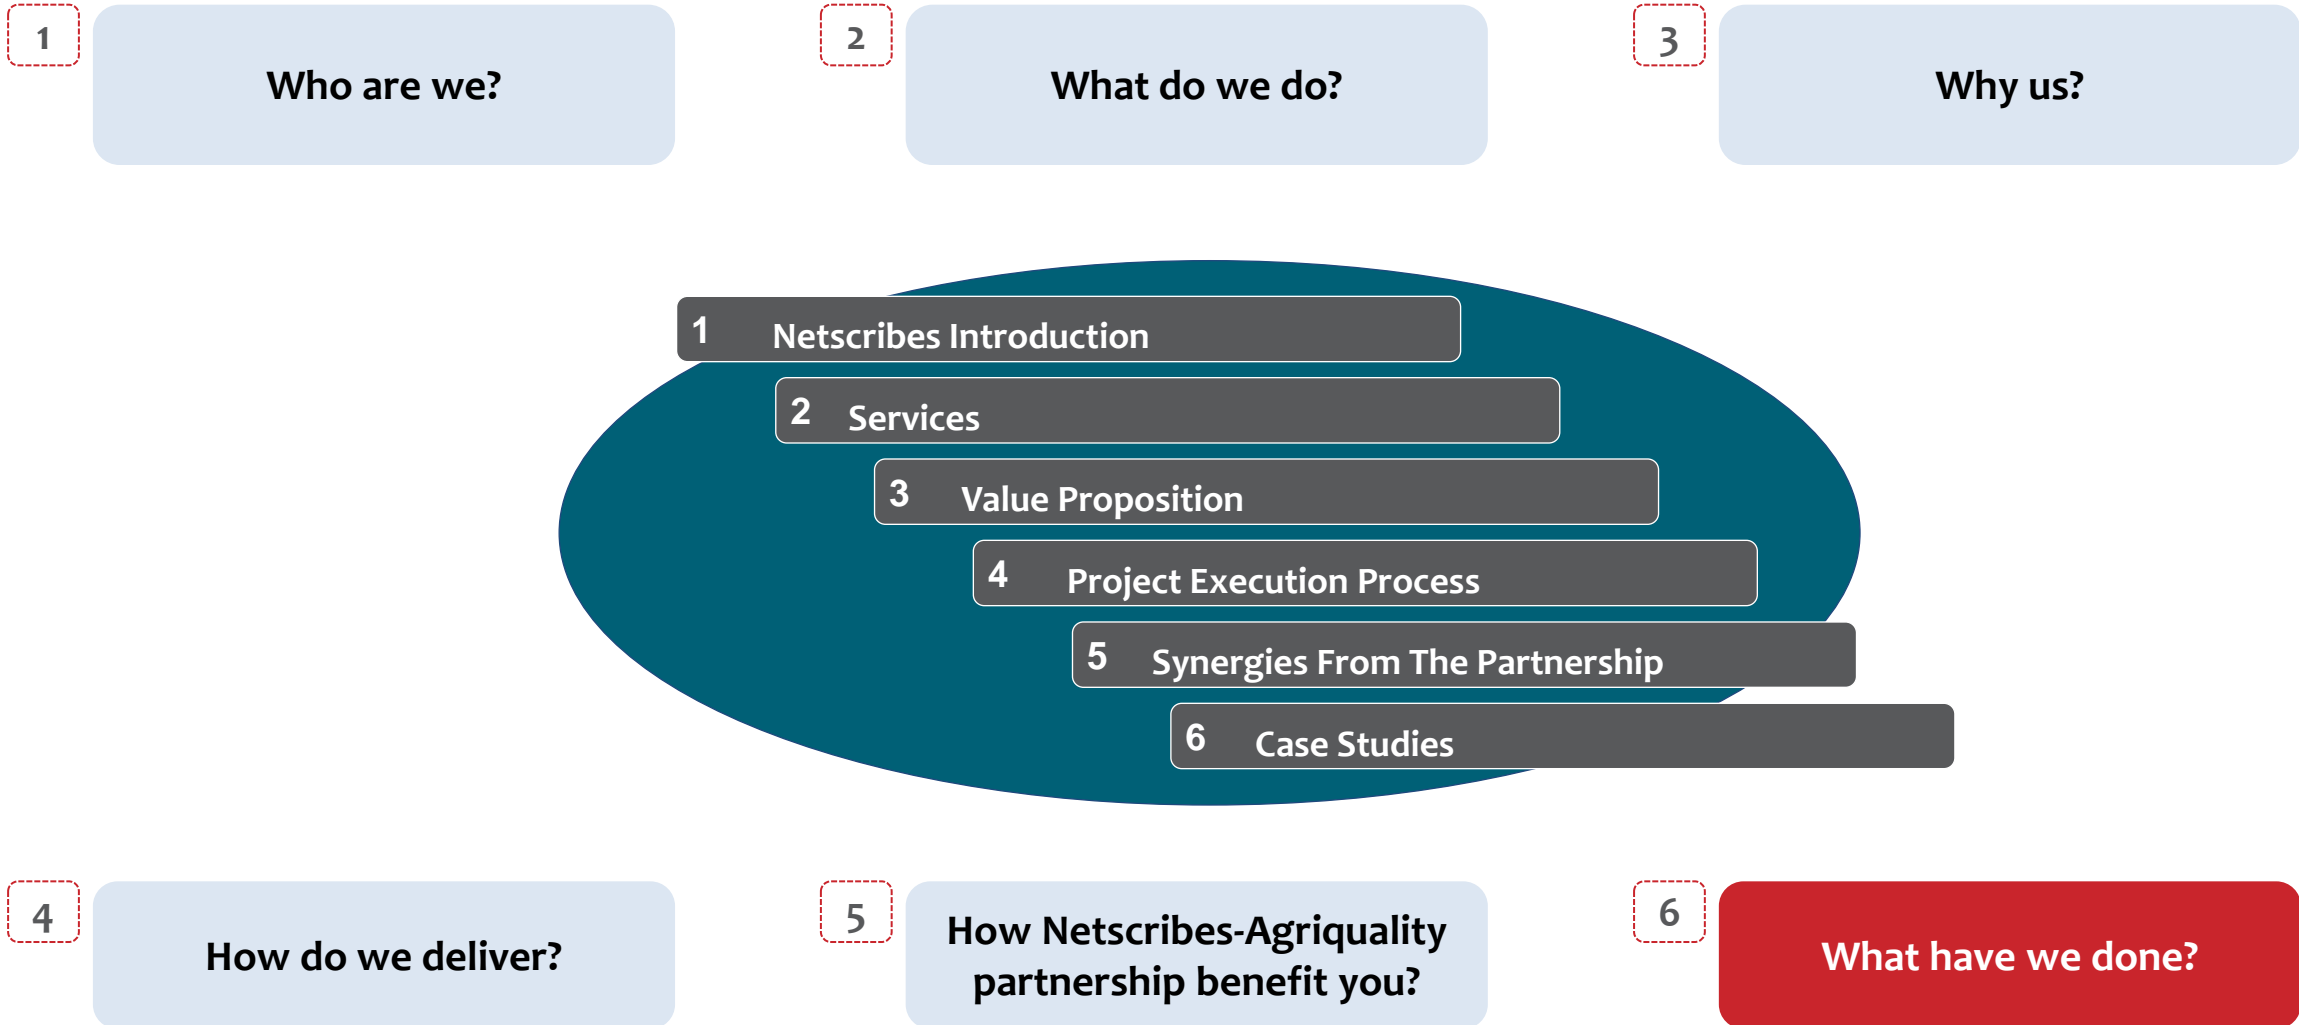 1
Who are we?
2
What do we do?
3
Why us?
1 Netscribes Introduction
2 Services
3 Value Proposition
4 Project Execution Process
5 Synergies From The Partnership
6 Case Studies
4
How do we deliver?
5
How Netscribes-Agriquality
partnership benefit you?
6
What have we done?